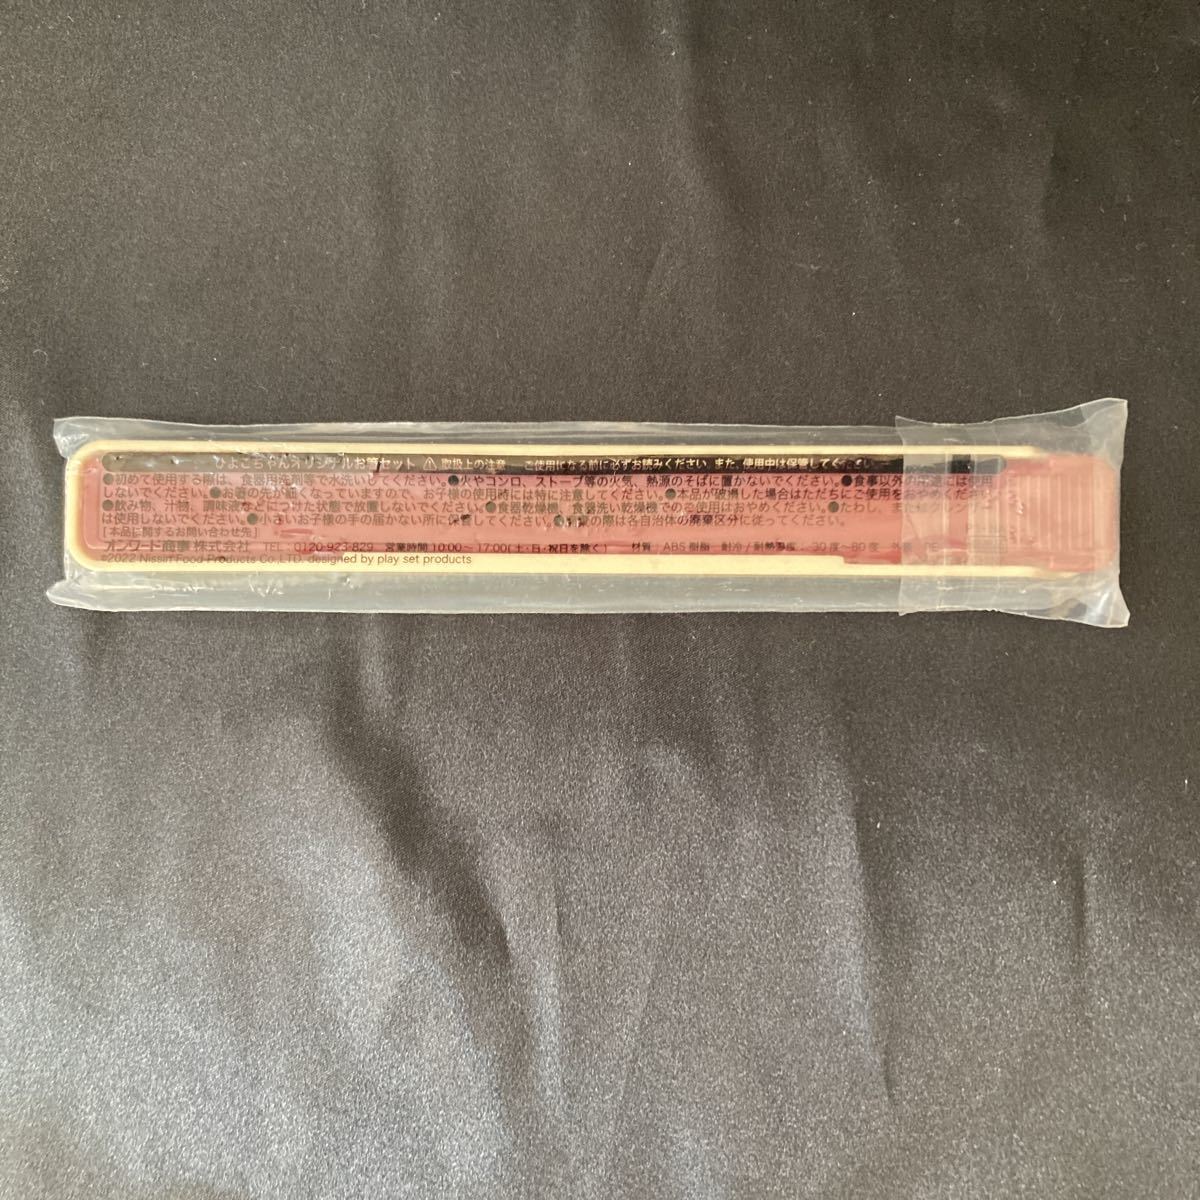 ひよこちゃんオリジナルお箸セット ⚠ 取扱上の注意 ご使用になる前に必ずお読みください。また、使用中は保管してください。
●初めて使用する際は、食器用洗剤等で水洗いしてください。●火やコンロ、ストーブ等の火気、熱源のそばに置かないでください。●食事以外の用途には使用
しないでください。●お箸の先が細くなっていますので、お子様の使用時には特に注意してください。●本品が破損した場合はただちにご使用をおやめください。
●飲み物、汁物、調味液などにつけた状態で放置しないでください。●食器乾燥機、食器洗い乾燥機でのご使用はおやめください。●たわし、またはクレンザー
は使用しないでください。●小さいお子様の手の届かない所に保管してください。●廃棄の際は各自治体の廃棄区分に従ってください。
[本品に関するお問い合わせ先]
オンワード商事株式会社 TEL 0120-923-829 営業時間10:00～17:00(土・日・祝日を除く) 材質：ABS樹脂 耐冷/耐熱温度：-30度～80度
©2022 Nissin Food Products Co.,LTD. designed by play set products